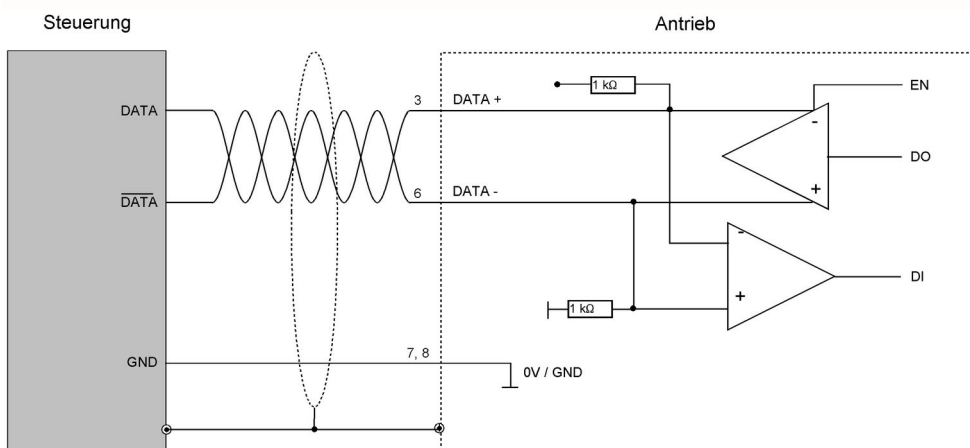 Steuerung
Antrieb
1 kΩ
EN
DATA
3
DATA +
-
DO
DATA
6
DATA -
+
-
DI
+
1 kΩ
GND
7, 8
0V / GND